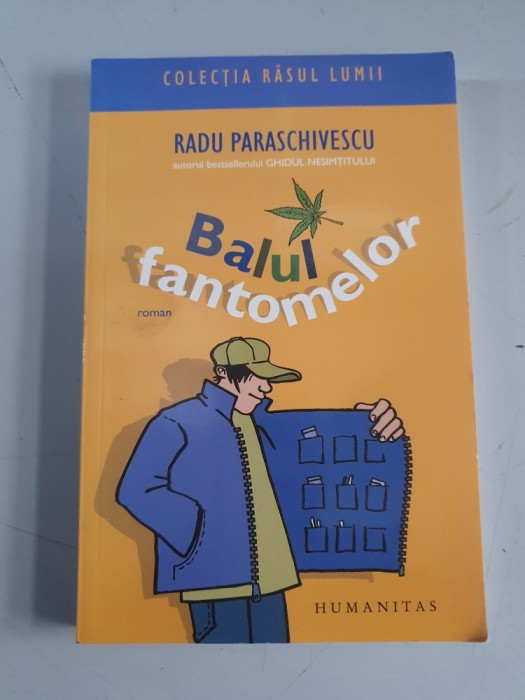 COLECȚIA RÂSUL LUMII
RADU PARASCHIVESCU
autorul bestsellerului GHIDUL NESIMȚITULUI
Balul
fantomelor
roman
HUMANITAS